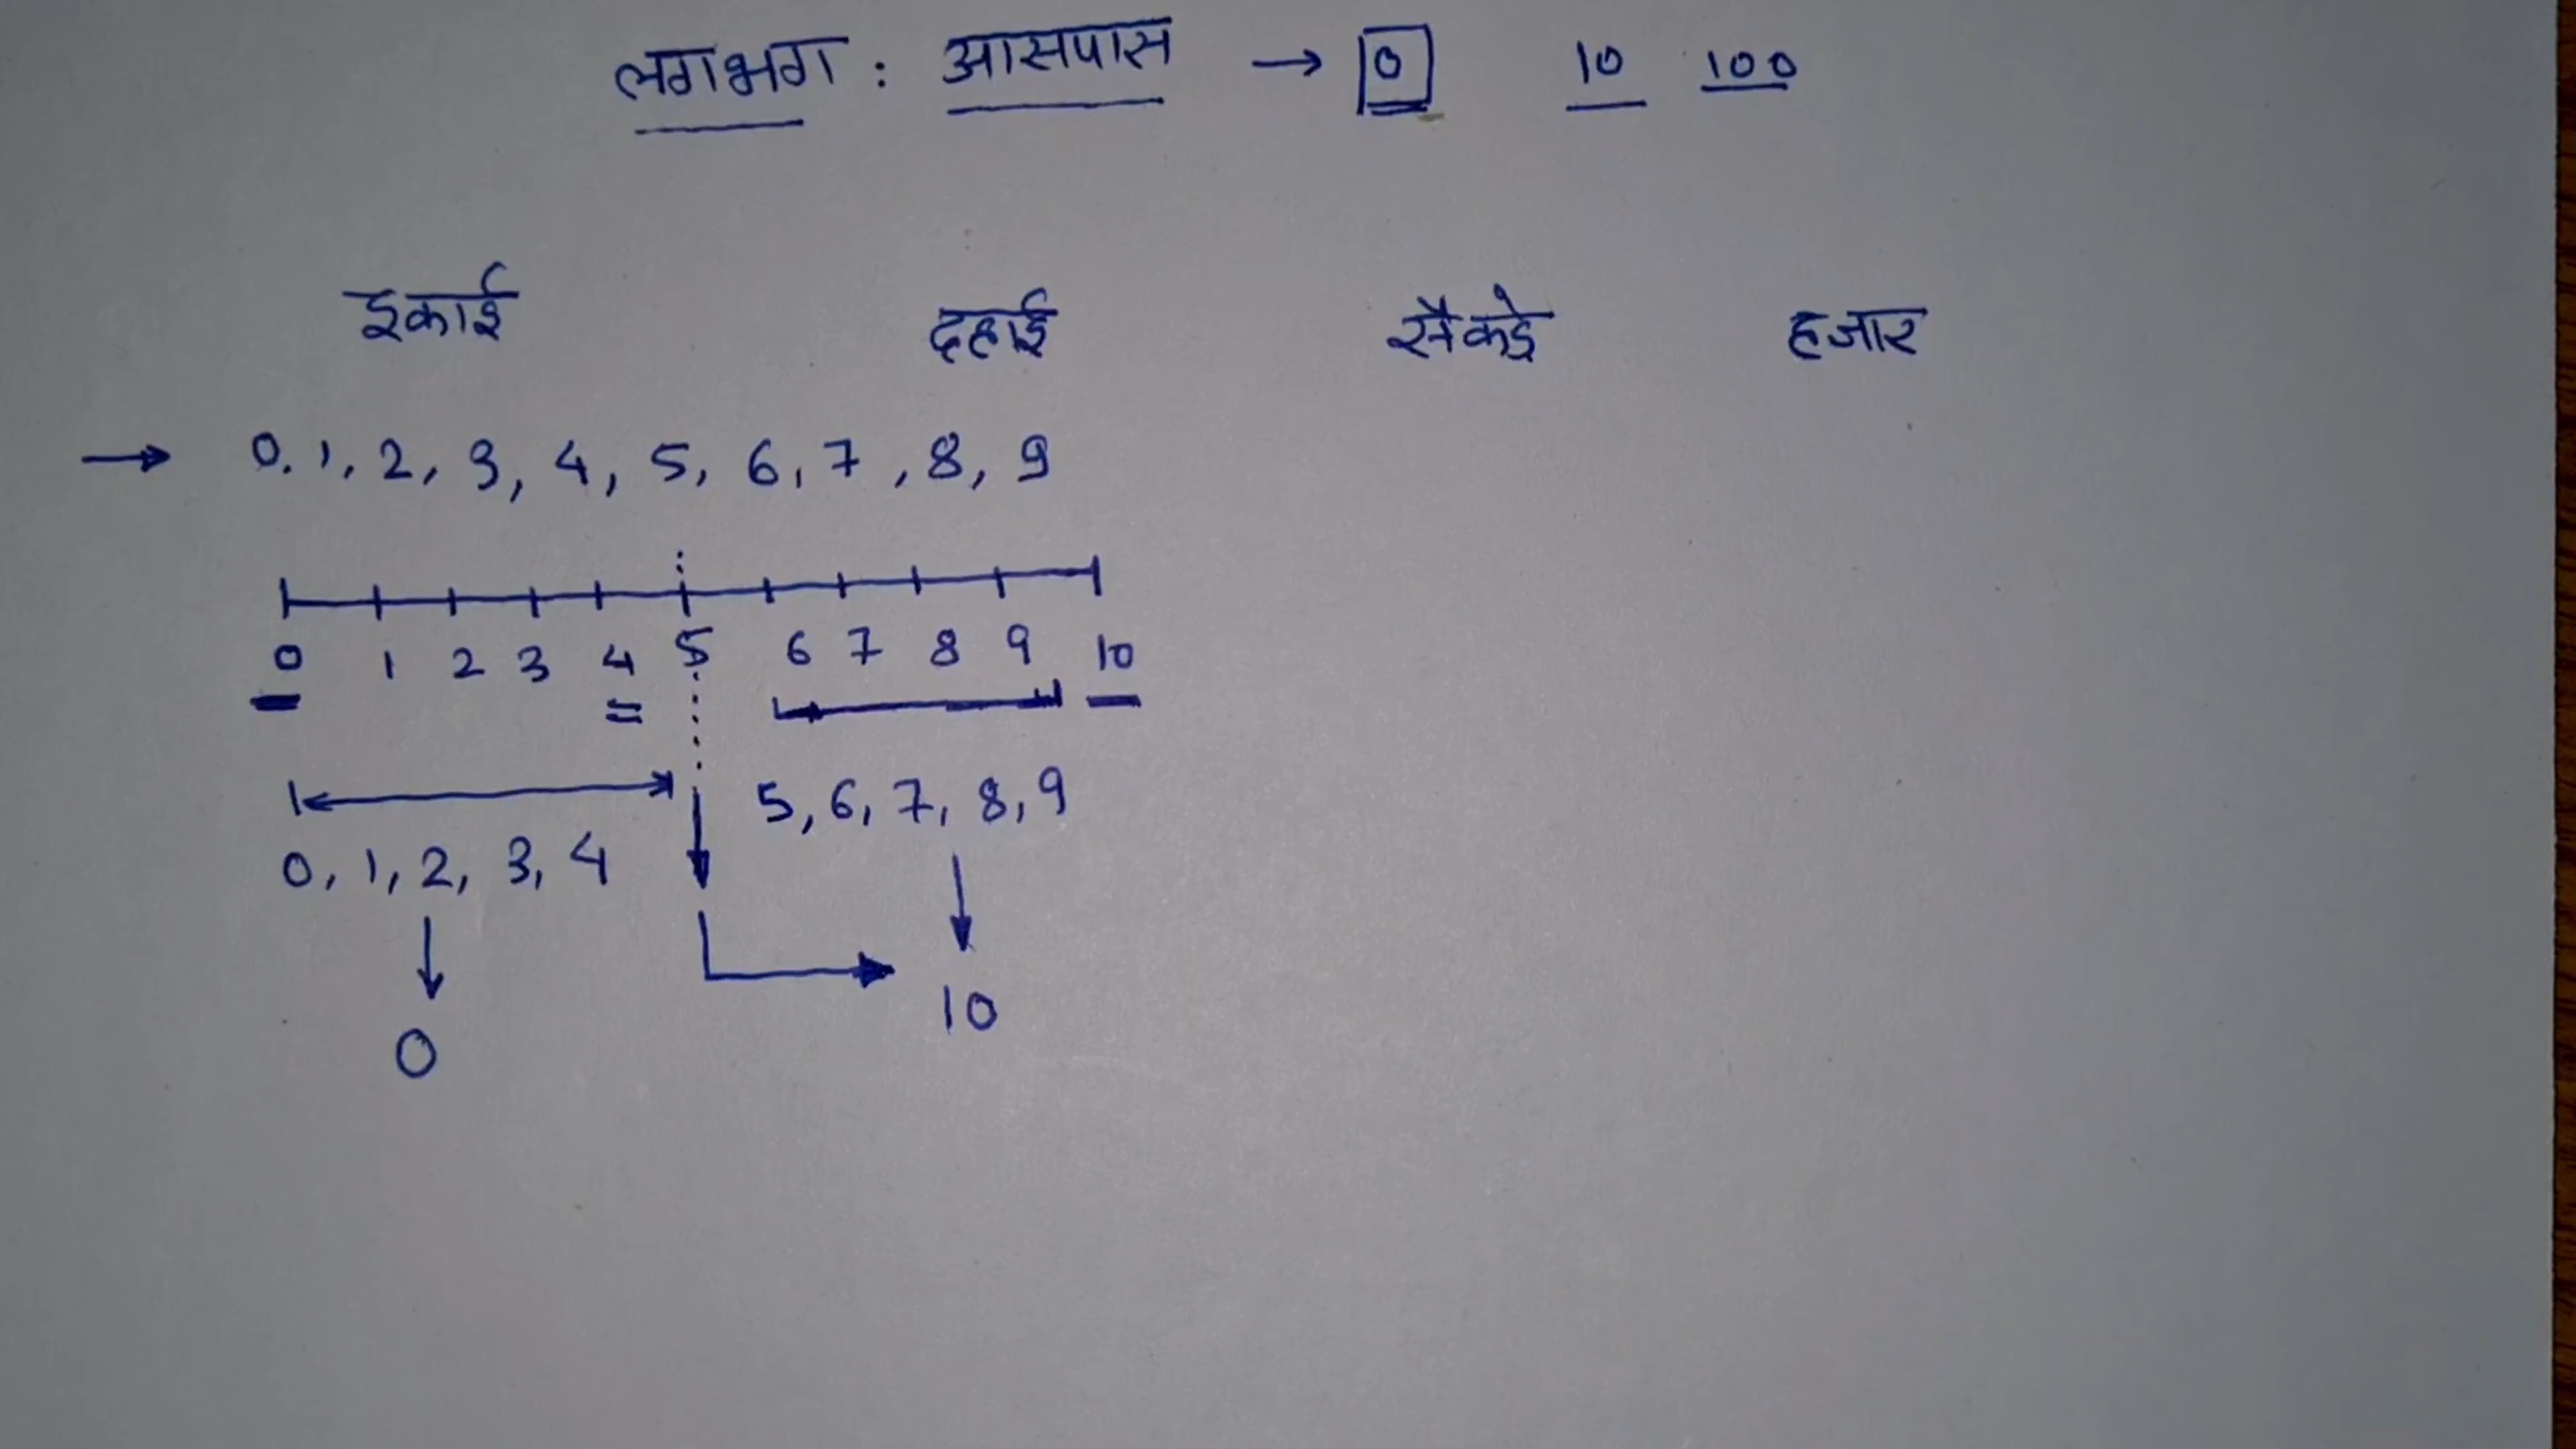 लगभग : आसपास → 0 10 100
इकाई दहाई सैकड़े हजार
→ 0, 1, 2, 3, 4, 5, 6, 7, 8, 9
0 1 2 3 4 5 6 7 8 9 10
5, 6, 7, 8, 9
0, 1, 2, 3, 4
10
0